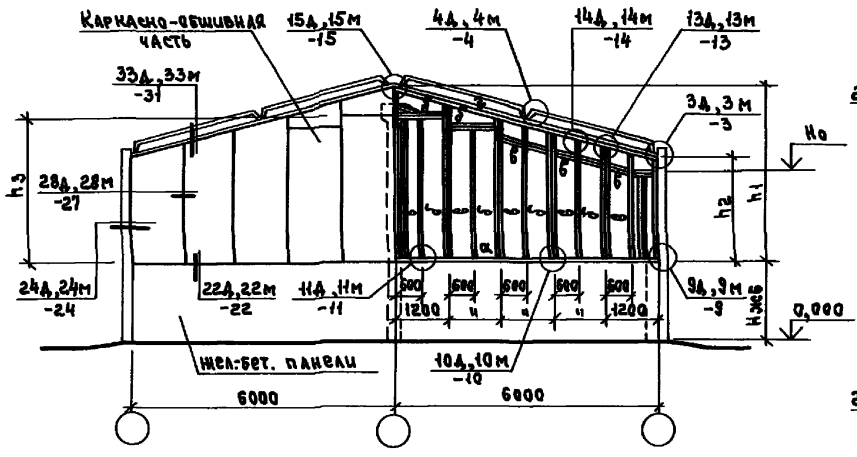 Каркасно-обшивная
часть
15д, 15м
-15
4д, 4м
-4
14д, 14м
-14
13д, 13м
-13
33д, 33м
-31
3д, 3м
-3
Но
h3
h2
h1
28д, 28м
-27
б
б
б
а
24д, 24м
-24
22д, 22м
-22
11д, 11м
-11
600
600
600
600
600
1200
"
"
"
1200
9д, 9м
-9
Нжб
0,000
жел-бет. панели
10д, 10м
-10
6000
6000